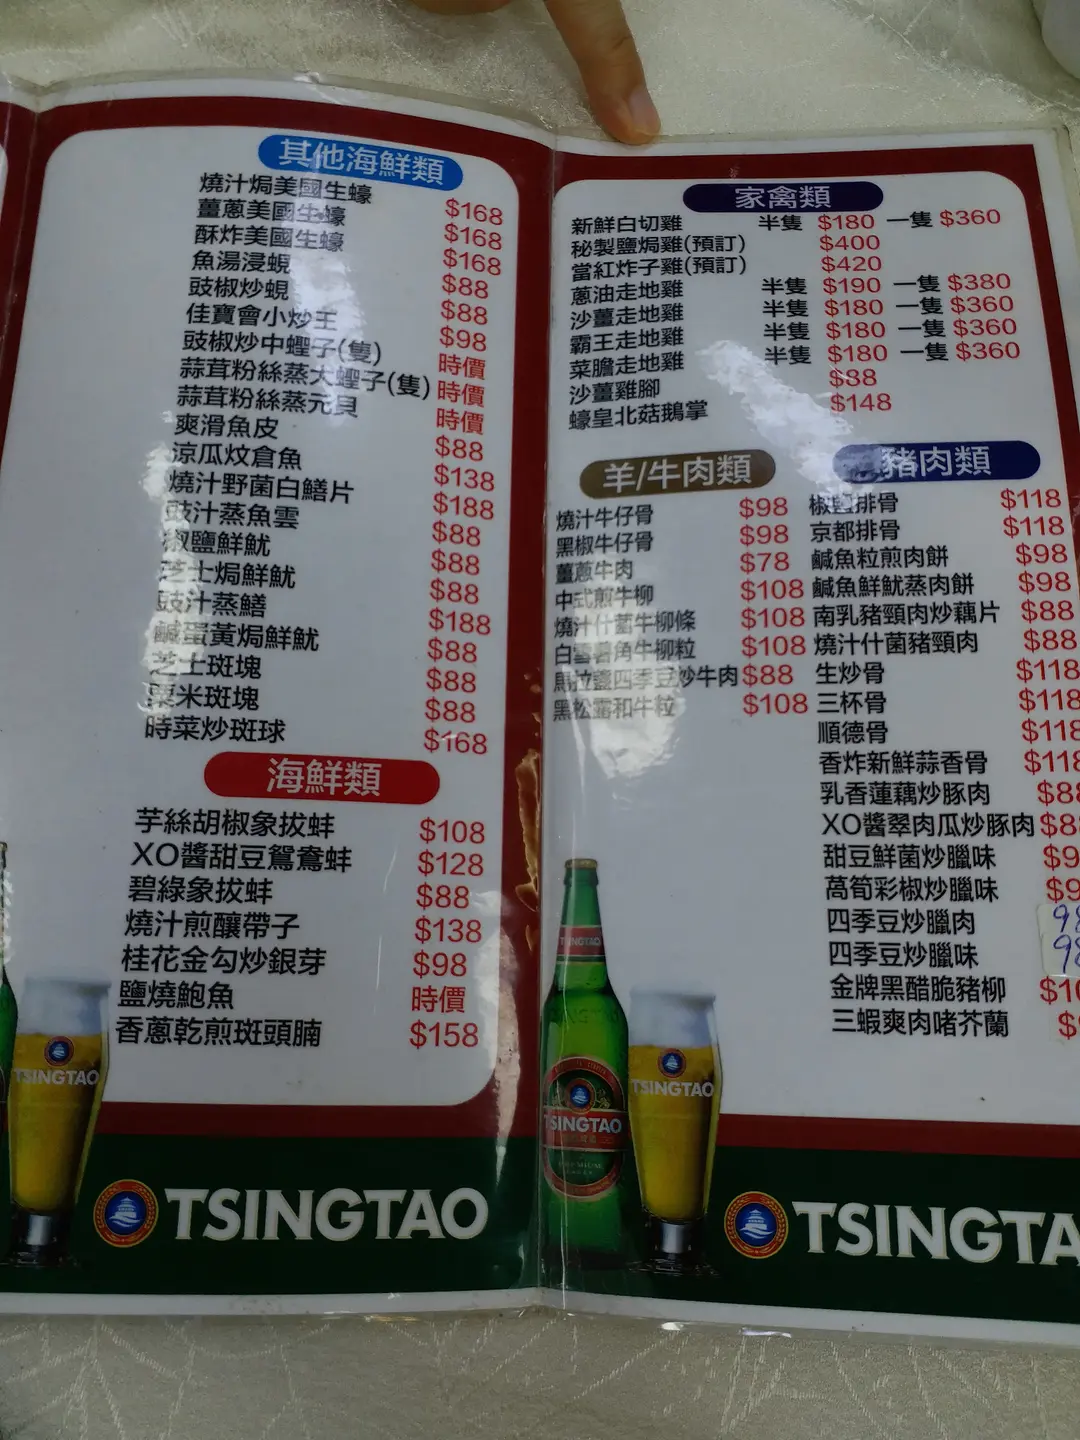 其他海鮮類
燒汁焗美國生蠔 $168
薑蔥美國生蠔 $168
酥炸美國生蠔 $168
魚湯浸蜆 $88
豉椒炒蜆 $88
佳寶會小炒王 $98
豉椒炒中蟶子(隻) 時價
蒜茸粉絲蒸大蟶子(隻) 時價
蒜茸粉絲蒸元貝 時價
爽滑魚皮 $88
涼瓜炆倉魚 $138
燒汁野菌白鱔片 $188
豉汁蒸魚雲 $88
椒鹽鮮魷 $88
芝士焗鮮魷 $88
豉汁蒸鱔 $188
鹹蛋黃焗鮮魷 $88
芝士斑塊 $88
粟米斑塊 $88
時菜炒斑球 $168
海鮮類
芋絲胡椒象拔蚌 $108
XO醬甜豆鴛鴦蚌 $128
碧綠象拔蚌 $88
燒汁煎釀帶子 $138
桂花金勾炒銀芽 $98
鹽燒鮑魚 時價
香蔥乾煎斑頭腩 $158
TSINGTAO
TSINGTAO
家禽類
新鮮白切雞 半隻 $180 一隻 $360
秘製鹽焗雞(預訂) $400
當紅炸子雞(預訂) $420
蔥油走地雞 半隻 $190 一隻 $380
沙薑走地雞 半隻 $180 一隻 $360
霸王走地雞 半隻 $180 一隻 $360
菜膽走地雞 半隻 $180 一隻 $360
沙薑雞腳 $88
蠔皇北菇鵝掌 $148
羊/牛肉類
燒汁牛仔骨 $98
黑椒牛仔骨 $98
薑蔥牛肉 $78
中式煎牛柳 $108
燒汁什菌牛柳條 $108
白雪薯角牛柳粒 $108
馬拉盞四季豆炒牛肉 $88
黑松露和牛粒 $108
豬肉類
椒鹽排骨 $118
京都排骨 $118
鹹魚粒煎肉餅 $98
鹹魚鮮魷蒸肉餅 $98
南乳豬頸肉炒藕片 $88
燒汁什菌豬頸肉 $88
生炒骨 $118
三杯骨 $118
順德骨 $118
香炸新鮮蒜香骨 $118
乳香蓮藕炒豚肉 $88
XO醬翠肉瓜炒豚肉 $8
甜豆鮮菌炒臘味 $9
萵筍彩椒炒臘味 $9
四季豆炒臘肉 98
四季豆炒臘味 98
金牌黑醋脆豬柳 $10
三蝦爽肉啫芥蘭 $
TSINGTAO
TSINGTAO
TSINGTAO
TSINGTA